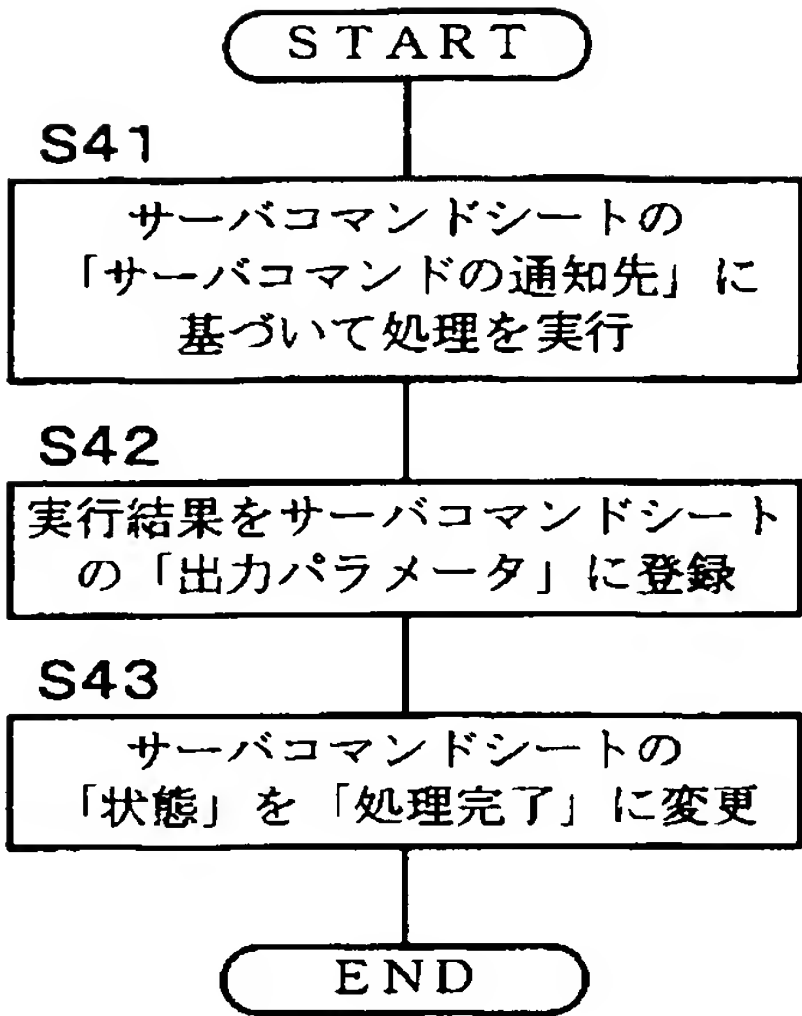 START
S41
サーバコマンドシートの
「サーバコマンドの通知先」に
基づいて処理を実行
S42
実行結果をサーバコマンドシート
の「出力パラメータ」に登録
S43
サーバコマンドシートの
「状態」を「処理完了」に変更
END